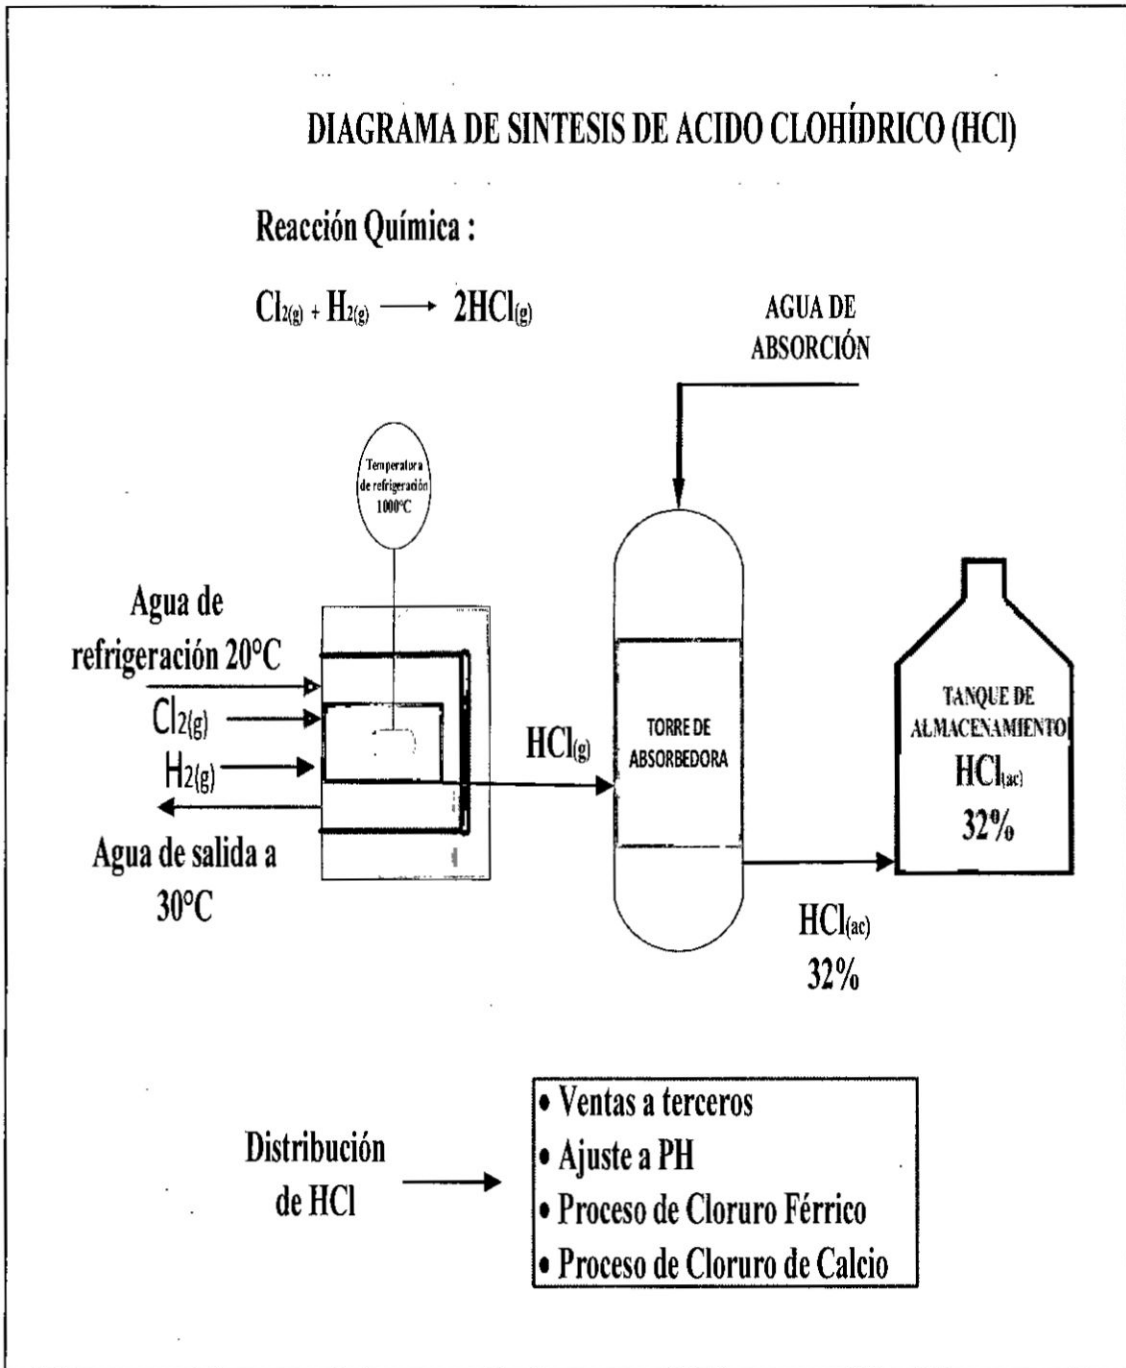 DIAGRAMA DE SINTESIS DE ACIDO CLOHÍDRICO (HCl)
Reacción Química :
Cl2(g) + H2(g) → 2HCl(g)
AGUA DE
ABSORCIÓN
Temperatura
de refrigeración
1000°C
Agua de
refrigeración 20°C
Cl2(g)
H2(g)
Agua de salida a
30°C
HCl(g)
TORRE DE
ABSORBEDORA
TANQUE DE
ALMACENAMIENTO
HCl(ac)
32%
HCl(ac)
32%
Distribución
de HCl
• Ventas a terceros
• Ajuste a PH
• Proceso de Cloruro Férrico
• Proceso de Cloruro de Calcio